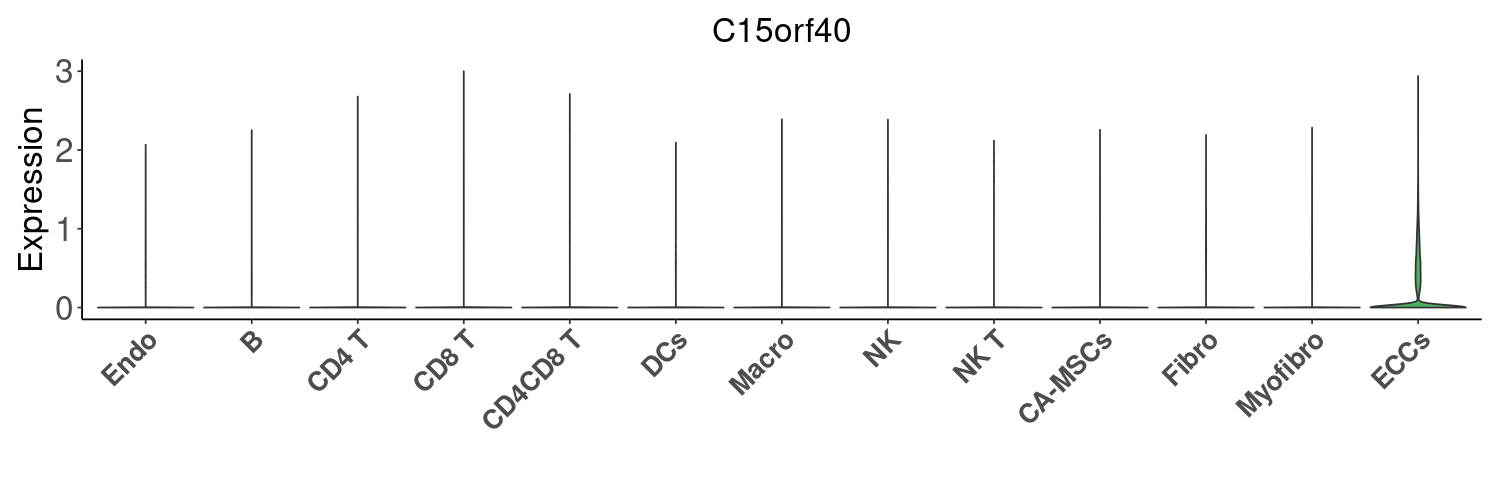 C15orf40
Expression
3
2
1
0
Endo
B
CD4 T
CD8 T
CD4CD8 T
DCs
Macro
NK
NK T
CA-MSCs
Fibro
Myofibro
ECCs